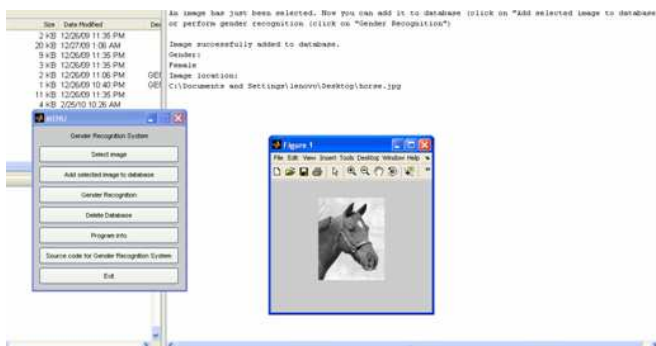 Size Date Modified
2 KB 12/26/09 11:35 PM
20 KB 12/27/09 1:06 AM
9 KB 12/26/09 11:35 PM
3 KB 12/26/09 11:35 PM
2 KB 12/26/09 11:06 PM
1 KB 12/26/09 10:40 PM
11 KB 12/26/09 11:35 PM
4 KB 2/25/10 10:26 AM
An image has just been selected. Now you can add it to database (click on "Add selected image to database
or perform gender recognition (click on "Gender Recognition")
Image successfully added to database.
Gender:
Female
Image location:
C:\Documents and Settings\lenovo\Desktop\horse.jpg
MENU
Gender Recognition System
Select image
Add selected image to database
Gender Recognition
Delete Database
Program info
Source code for Gender Recognition System
Exit
Figure 1
File Edit View Insert Tools Desktop Window Help